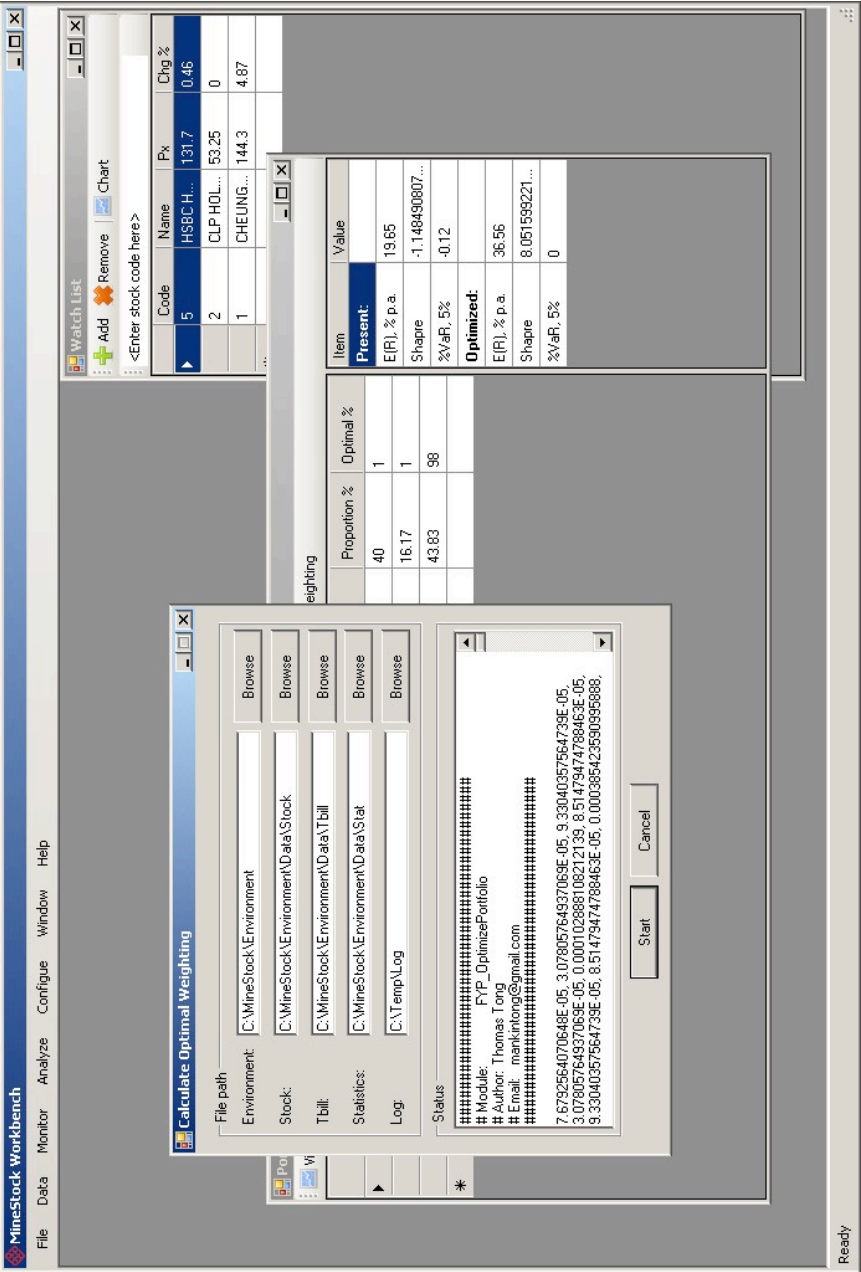 MineStock Workbench
File Data Monitor Analyze Configue Window Help
Watch List
Add Remove Chart
<Enter stock code here>
Code Name Px Chg %
5 HSBC H... 131.7 0.46
2 CLP HOL... 53.25 0
1 CHEUNG... 144.3 4.87
Calculate Optimal Weighting
File path
Environment: C:\MineStock\Environment Browse
Stock: C:\MineStock\Environment\Data\Stock Browse
Tbill: C:\MineStock\Environment\Data\Tbill Browse
Statistics: C:\MineStock\Environment\Data\Stat Browse
Log: C:\Temp\Log Browse
Status
##################################################
# Module: FYP_OptimizePortfolio
# Author: Thomas Tong
# Email: mankintong@gmail.com
##################################################
7.67925640706­48E-05, 3.07805764937069E-05, 9.33040357564739E-05,
3.07805764937069E-05, 0.000102888108212139, 8.51479474788463E-05,
9.33040357564739E-05, 8.51479474788463E-05, 0.000385423590995888,
Start Cancel
Po
Vi
eighting
Proportion % Optimal %
40 1
16.17 1
43.83 98
Item Value
Present:
E(R), % p.a. 19.65
Shapre -1.148490807...
%VaR, 5% -0.12
Optimized:
E(R), % p.a. 36.56
Shapre 8.051599221...
%VaR, 5% 0
Ready